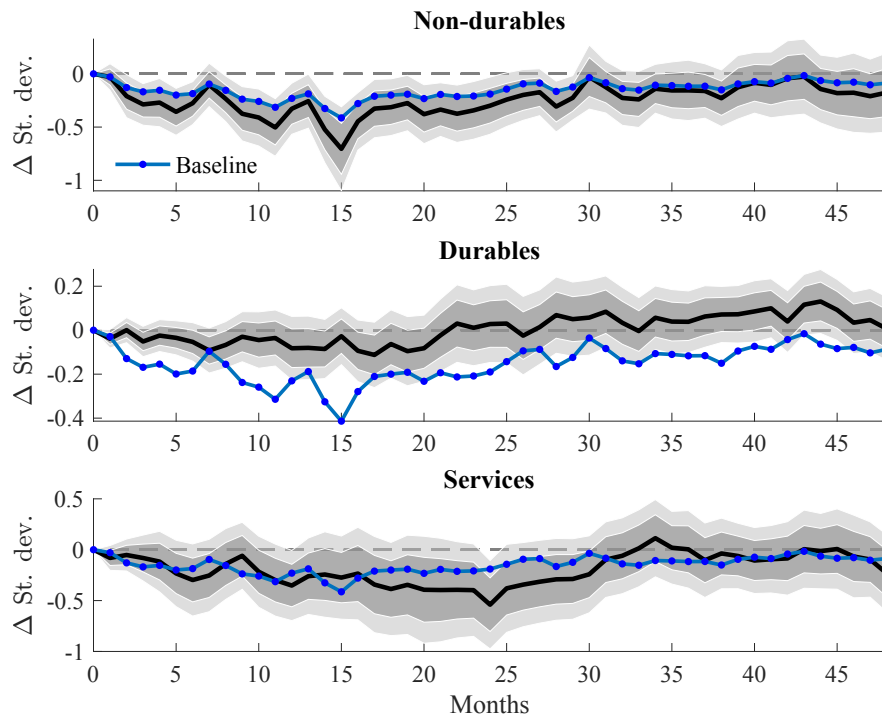 Non-durables
Δ St. dev.
0
-0.5
-1
Baseline
0 5 10 15 20 25 30 35 40 45
Durables
Δ St. dev.
0.2
0
-0.2
-0.4
0 5 10 15 20 25 30 35 40 45
Services
Δ St. dev.
0.5
0
-0.5
-1
0 5 10 15 20 25 30 35 40 45
Months